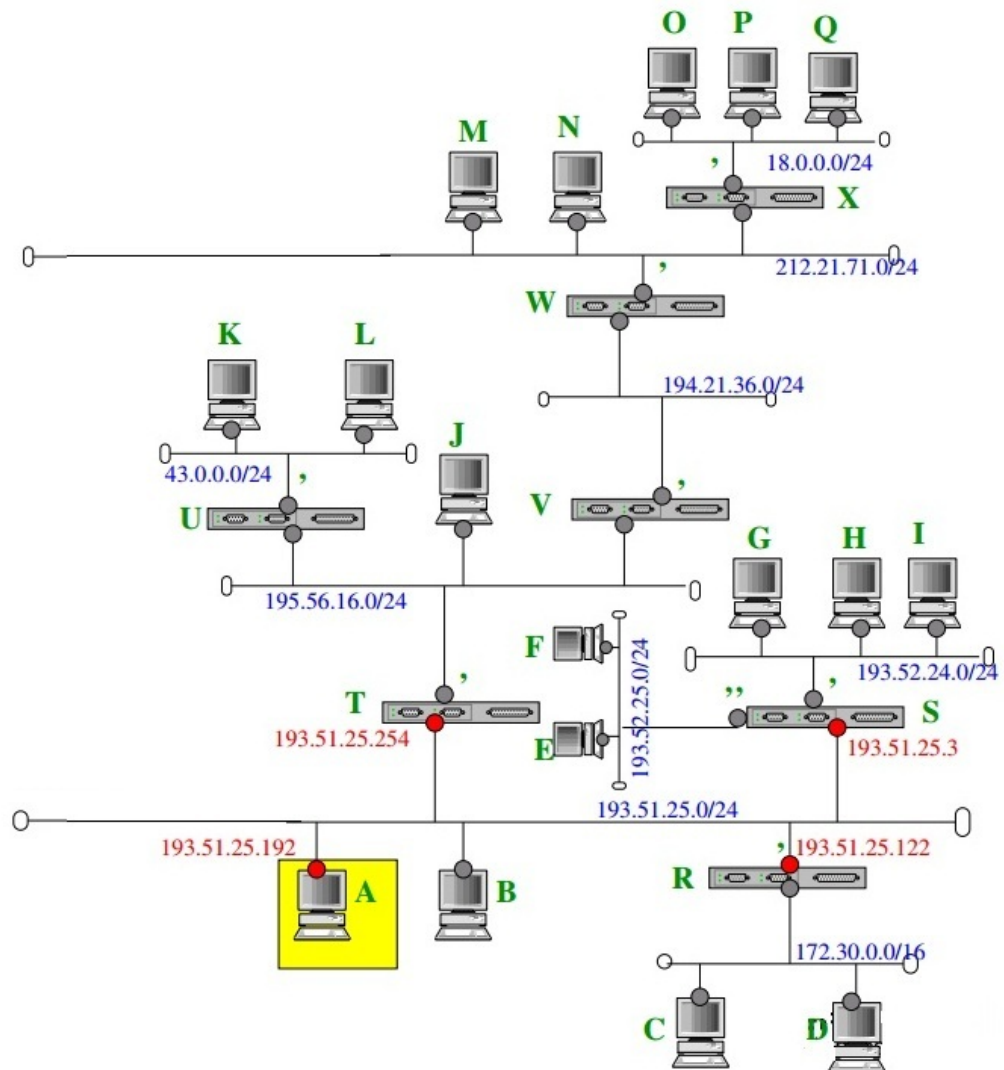 O P Q
M N
18.0.0.0/24
, X
212.21.71.0/24
,
W
K L
194.21.36.0/24
J
43.0.0.0/24 ,
U
V ,
G H I
195.56.16.0/24
F
193.52.25.0/24
193.52.24.0/24
T , ,, , S
193.51.25.254
E
193.51.25.3
193.51.25.0/24
193.51.25.192
, 193.51.25.122
A B R
172.30.0.0/16
C D